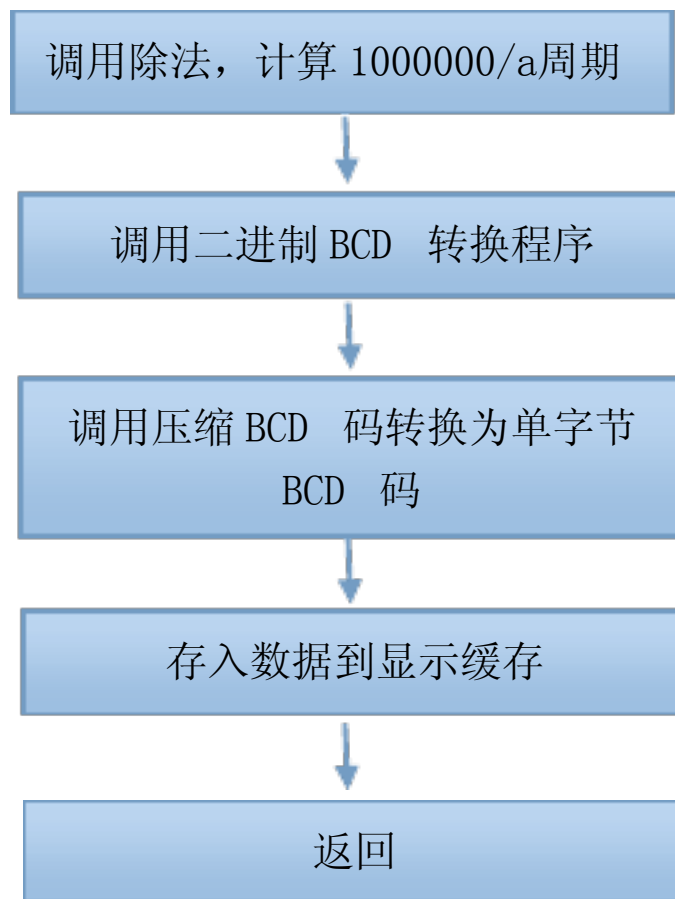 调用除法，计算 1000000/a周期
调用二进制 BCD 转换程序
调用压缩 BCD 码转换为单字节
BCD 码
存入数据到显示缓存
返回